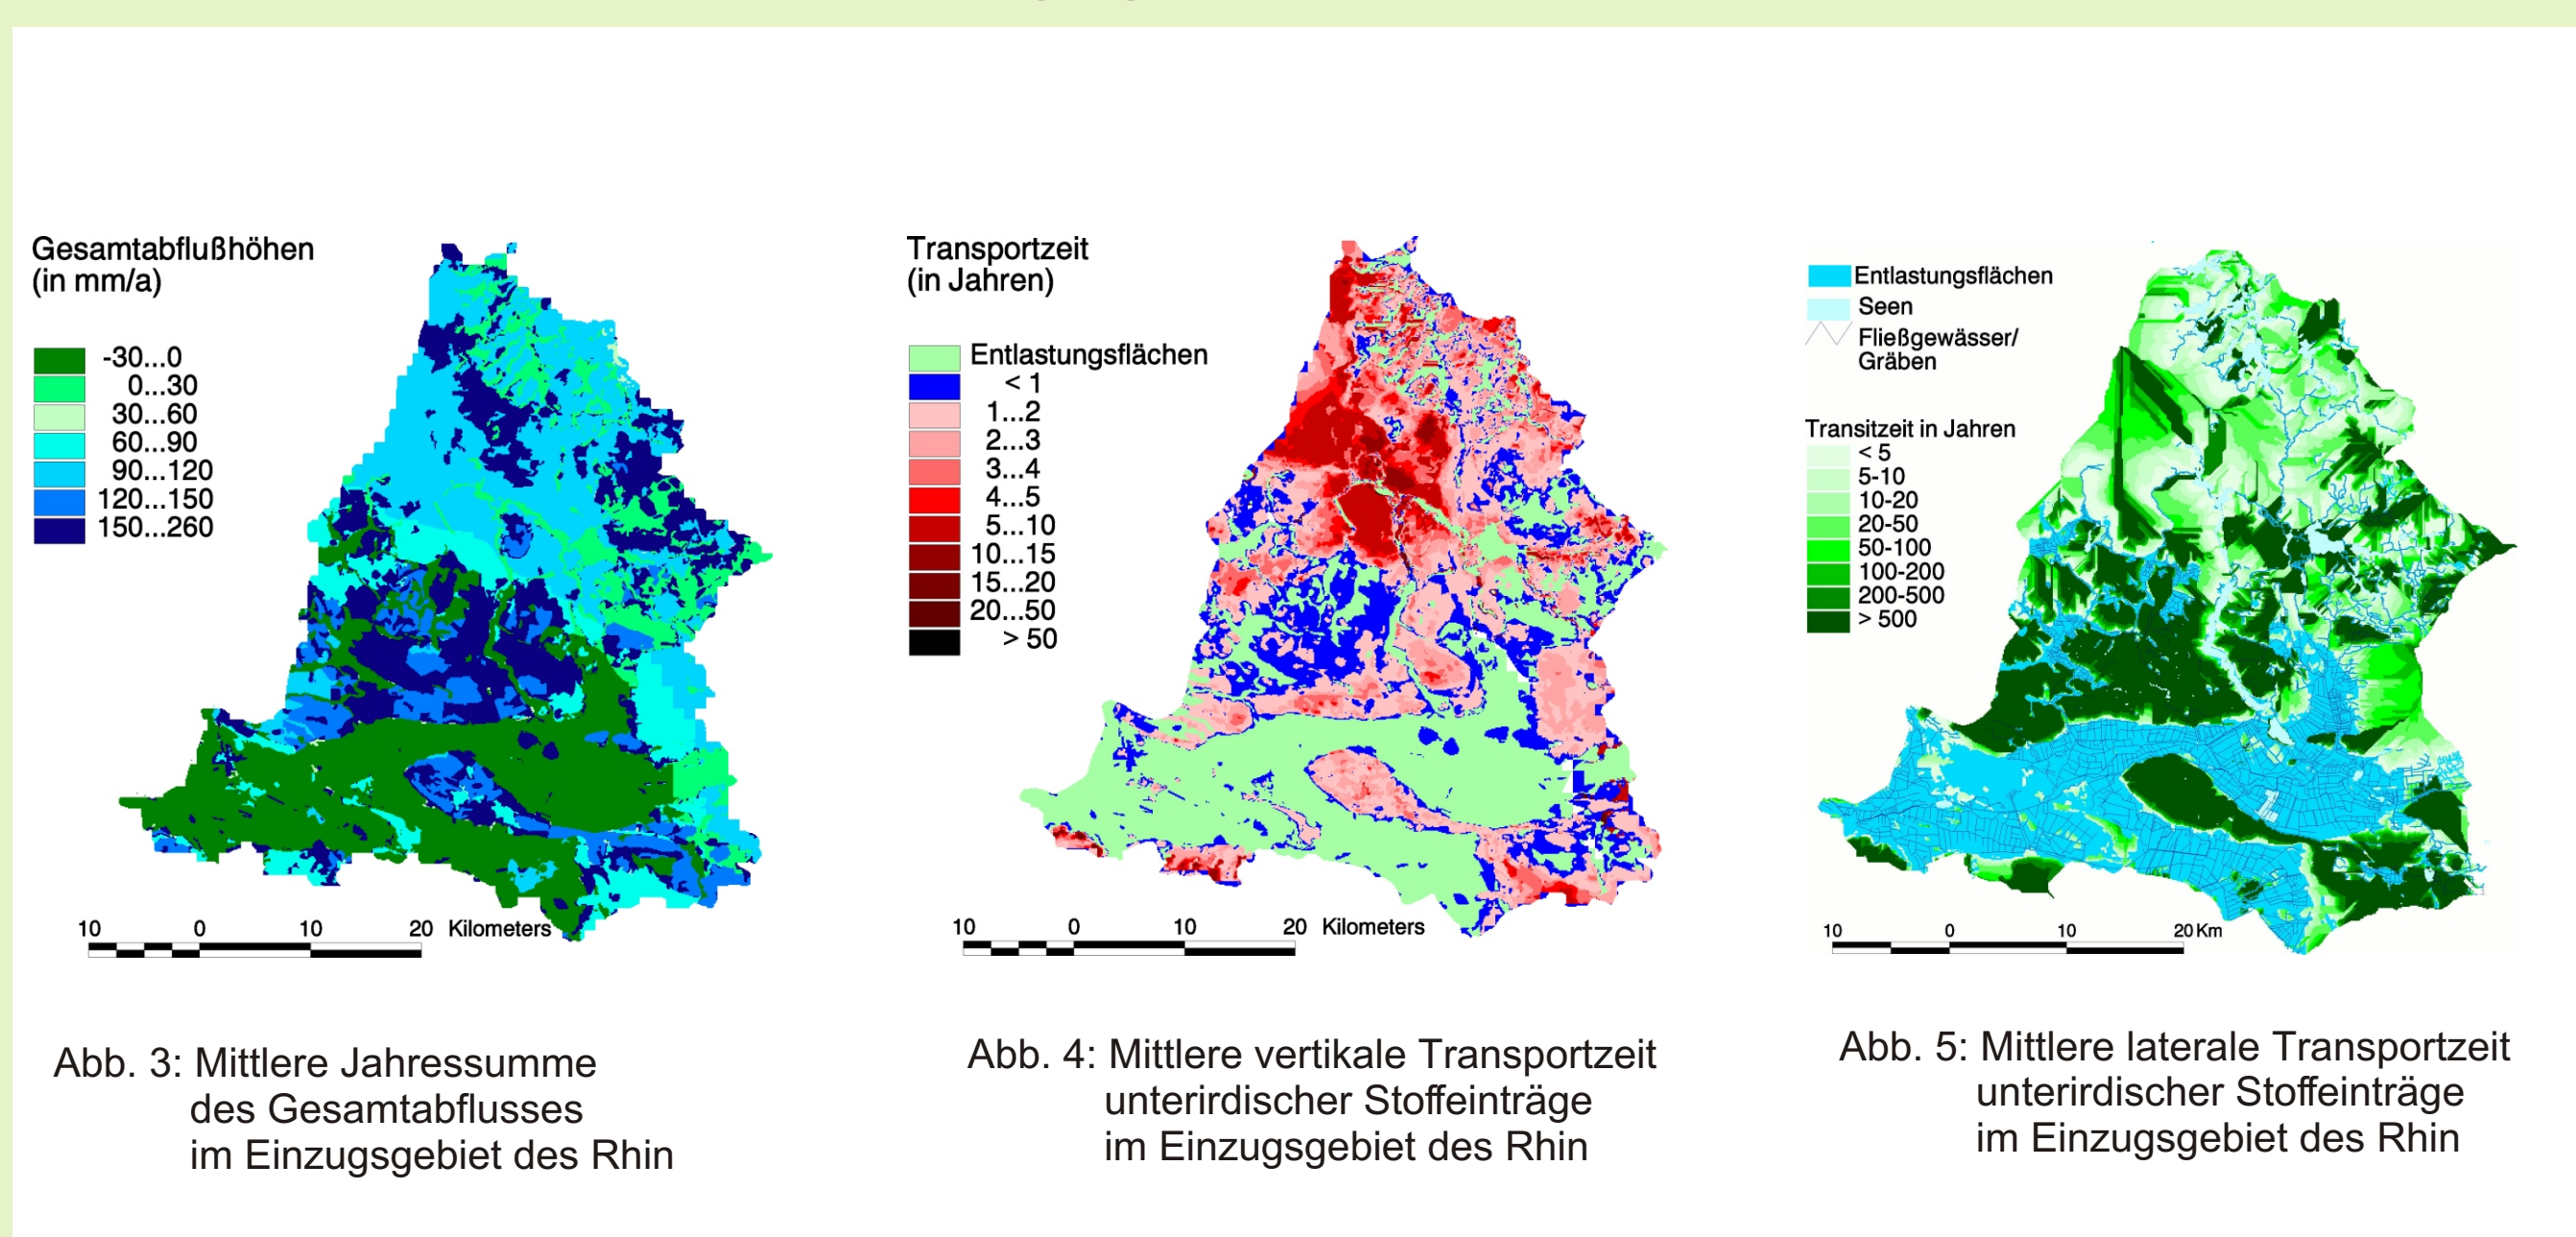 Gesamtabflußhöhen
(in mm/a)
-30...0
0...30
30...60
60...90
90...120
120...150
150...260
10 0 10 20 Kilometers
Abb. 3: Mittlere Jahressumme
des Gesamtabflusses
im Einzugsgebiet des Rhin
Transportzeit
(in Jahren)
Entlastungsflächen
< 1
1...2
2...3
3...4
4...5
5...10
10...15
15...20
20...50
> 50
10 0 10 20 Kilometers
Abb. 4: Mittlere vertikale Transportzeit
unterirdischer Stoffeinträge
im Einzugsgebiet des Rhin
Entlastungsflächen
Seen
Fließgewässer/
Gräben
Transitzeit in Jahren
< 5
5-10
10-20
20-50
50-100
100-200
200-500
> 500
10 0 10 20 Km
Abb. 5: Mittlere laterale Transportzeit
unterirdischer Stoffeinträge
im Einzugsgebiet des Rhin